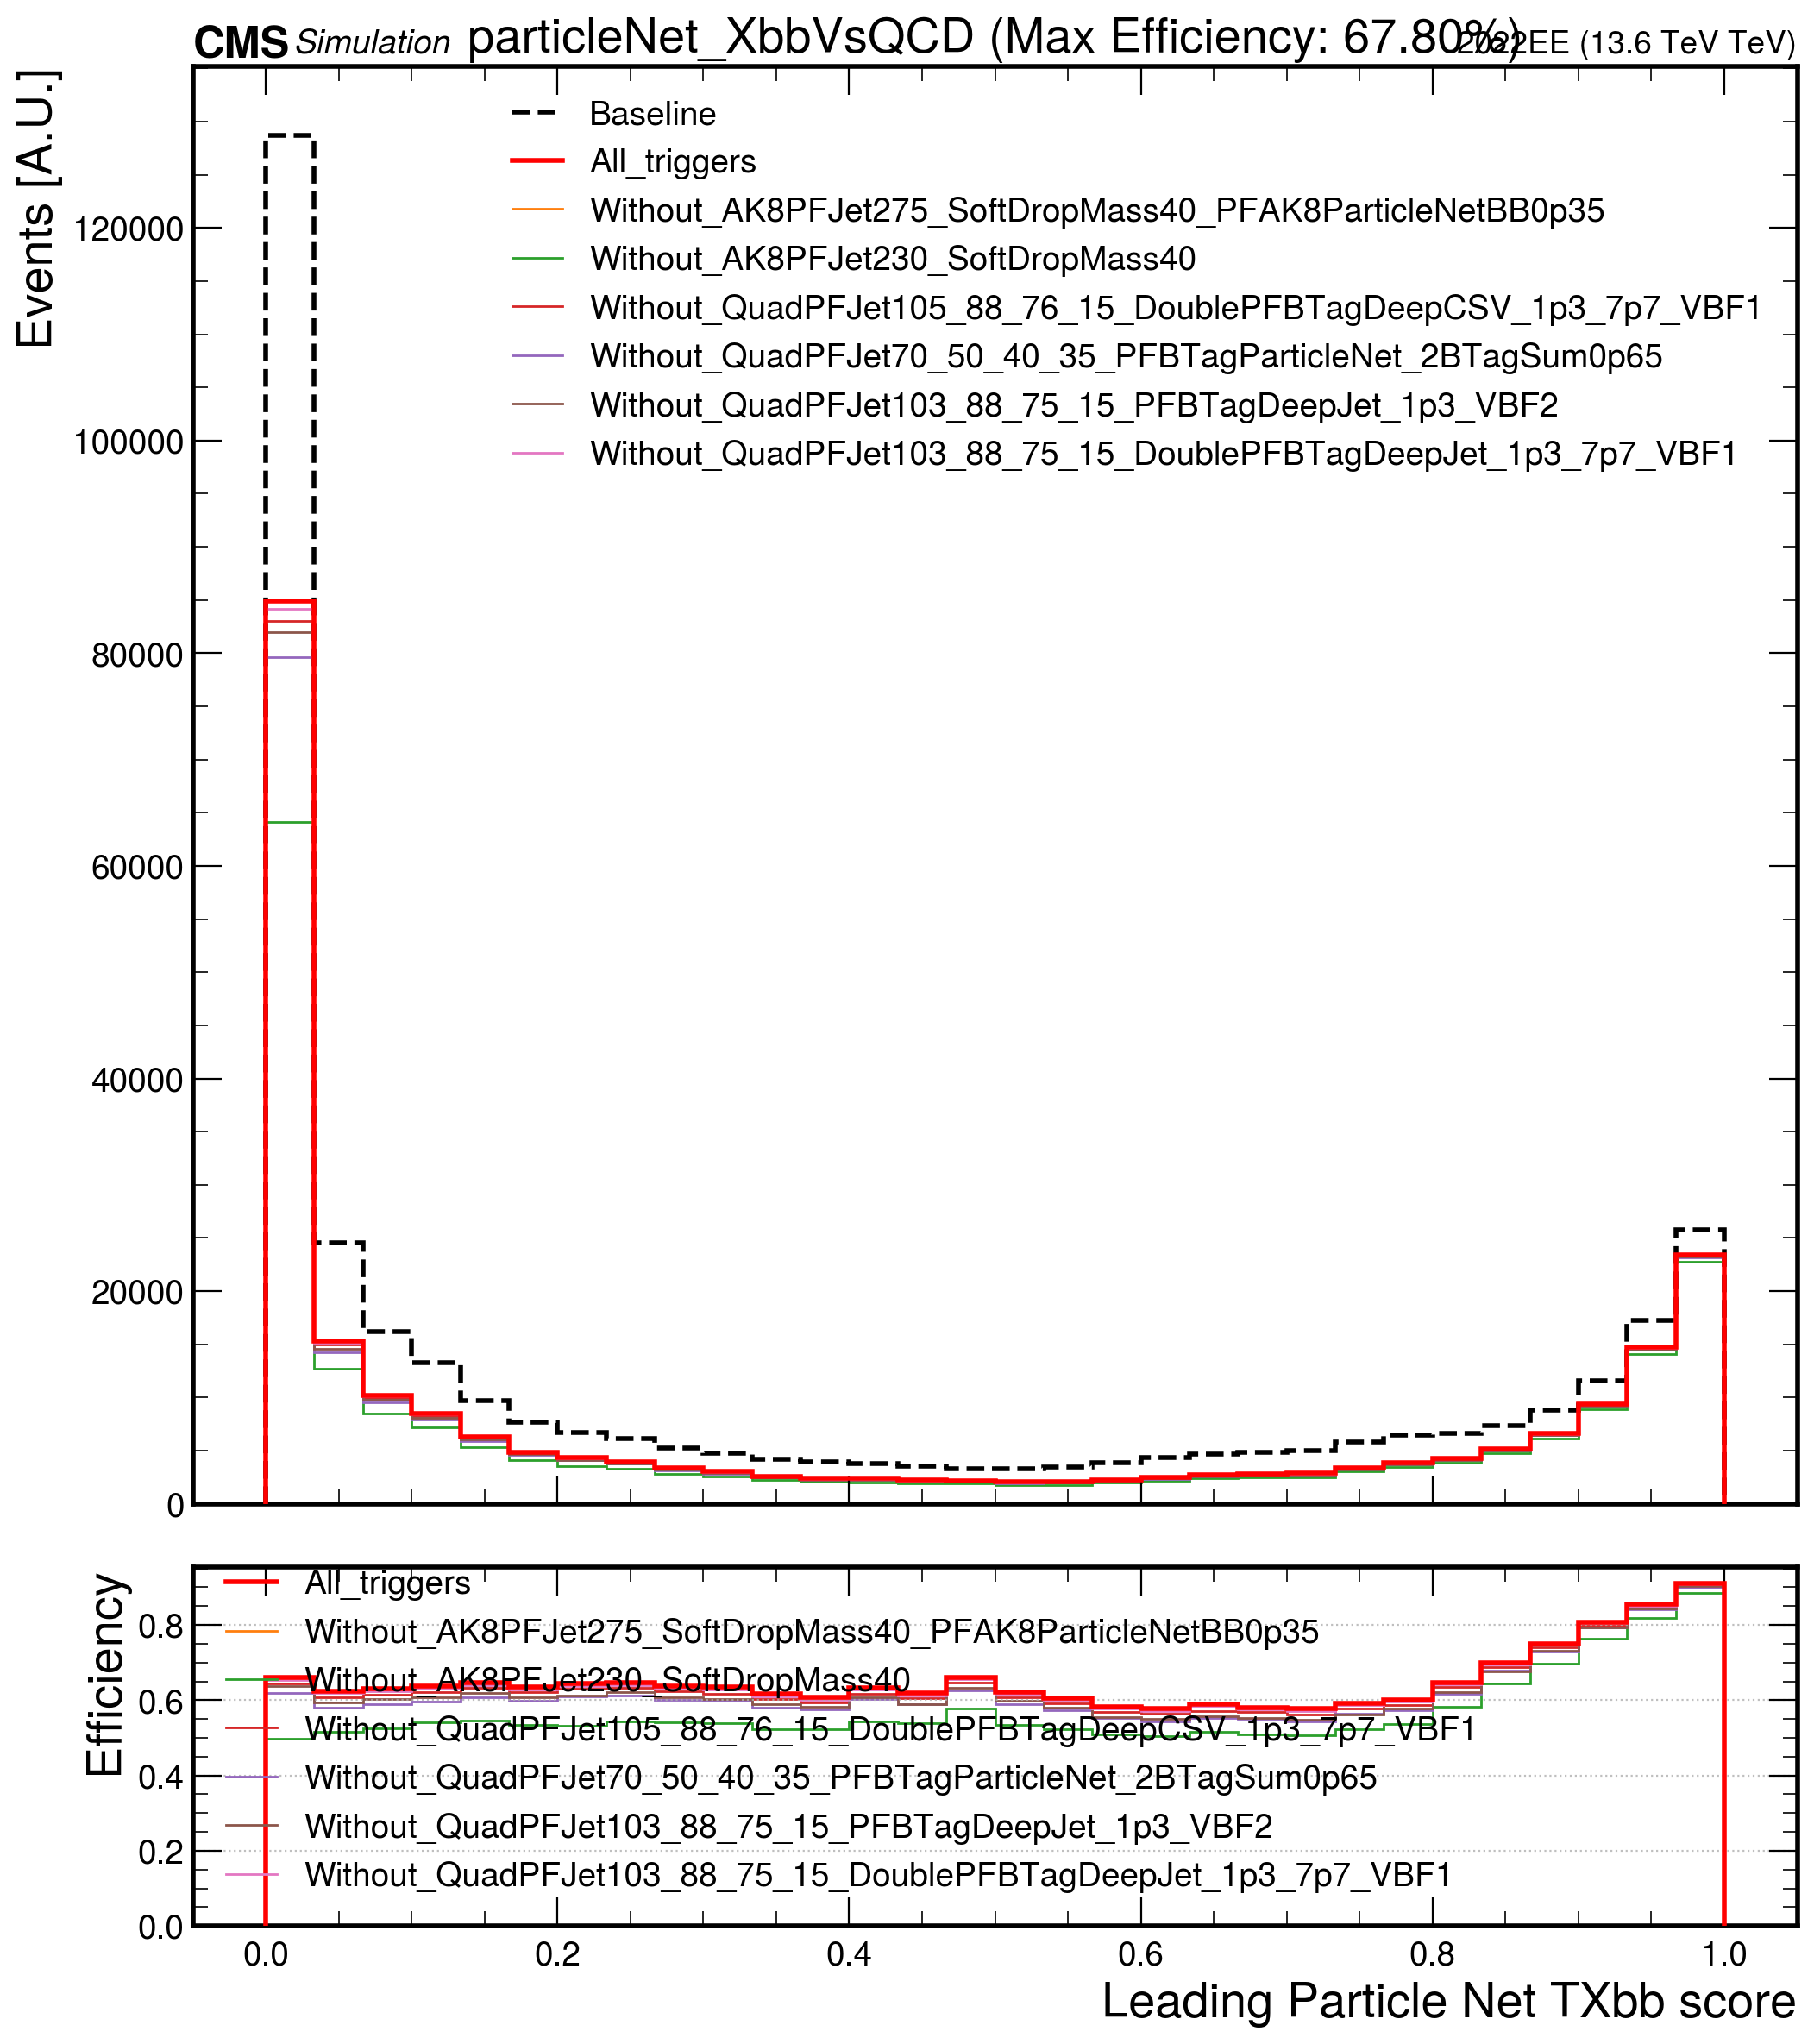 CMS Simulation particleNet_XbbVsQCD (Max Efficiency: 67.80%) 2022EE (13.6 TeV TeV)
Events [A.U.]
Baseline
All_triggers
Without_AK8PFJet275_SoftDropMass40_PFAK8ParticleNetBB0p35
Without_AK8PFJet230_SoftDropMass40
Without_QuadPFJet105_88_76_15_DoublePFBTagDeepCSV_1p3_7p7_VBF1
Without_QuadPFJet70_50_40_35_PFBTagParticleNet_2BTagSum0p65
Without_QuadPFJet103_88_75_15_PFBTagDeepJet_1p3_VBF2
Without_QuadPFJet103_88_75_15_DoublePFBTagDeepJet_1p3_7p7_VBF1
120000
100000
80000
60000
40000
20000
0
Efficiency
All_triggers
Without_AK8PFJet275_SoftDropMass40_PFAK8ParticleNetBB0p35
Without_AK8PFJet230_SoftDropMass40
Without_QuadPFJet105_88_76_15_DoublePFBTagDeepCSV_1p3_7p7_VBF1
Without_QuadPFJet70_50_40_35_PFBTagParticleNet_2BTagSum0p65
Without_QuadPFJet103_88_75_15_PFBTagDeepJet_1p3_VBF2
Without_QuadPFJet103_88_75_15_DoublePFBTagDeepJet_1p3_7p7_VBF1
0.8
0.6
0.4
0.2
0.0
0.0 0.2 0.4 0.6 0.8 1.0
Leading Particle Net TXbb score